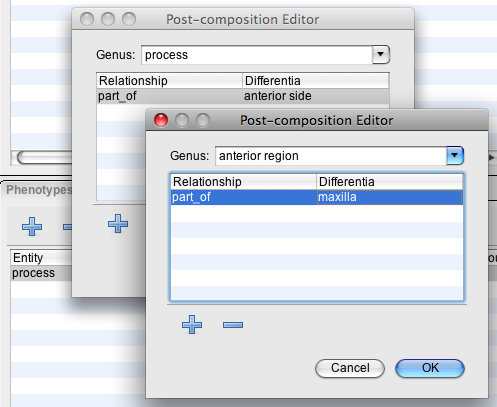 Post-composition Editor
Genus: process
Relationship Differentia
part_of anterior side
Post-composition Editor
Genus: anterior region
Relationship Differentia
part_of maxilla
Cancel OK
Phenotypes
Entity
process